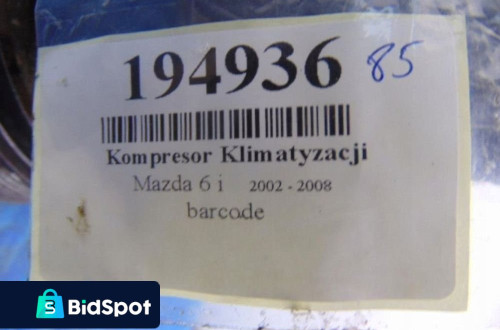 194936 85
Kompresor Klimatyzacji
Mazda 6 i 2002 - 2008
barcode
BidSpot